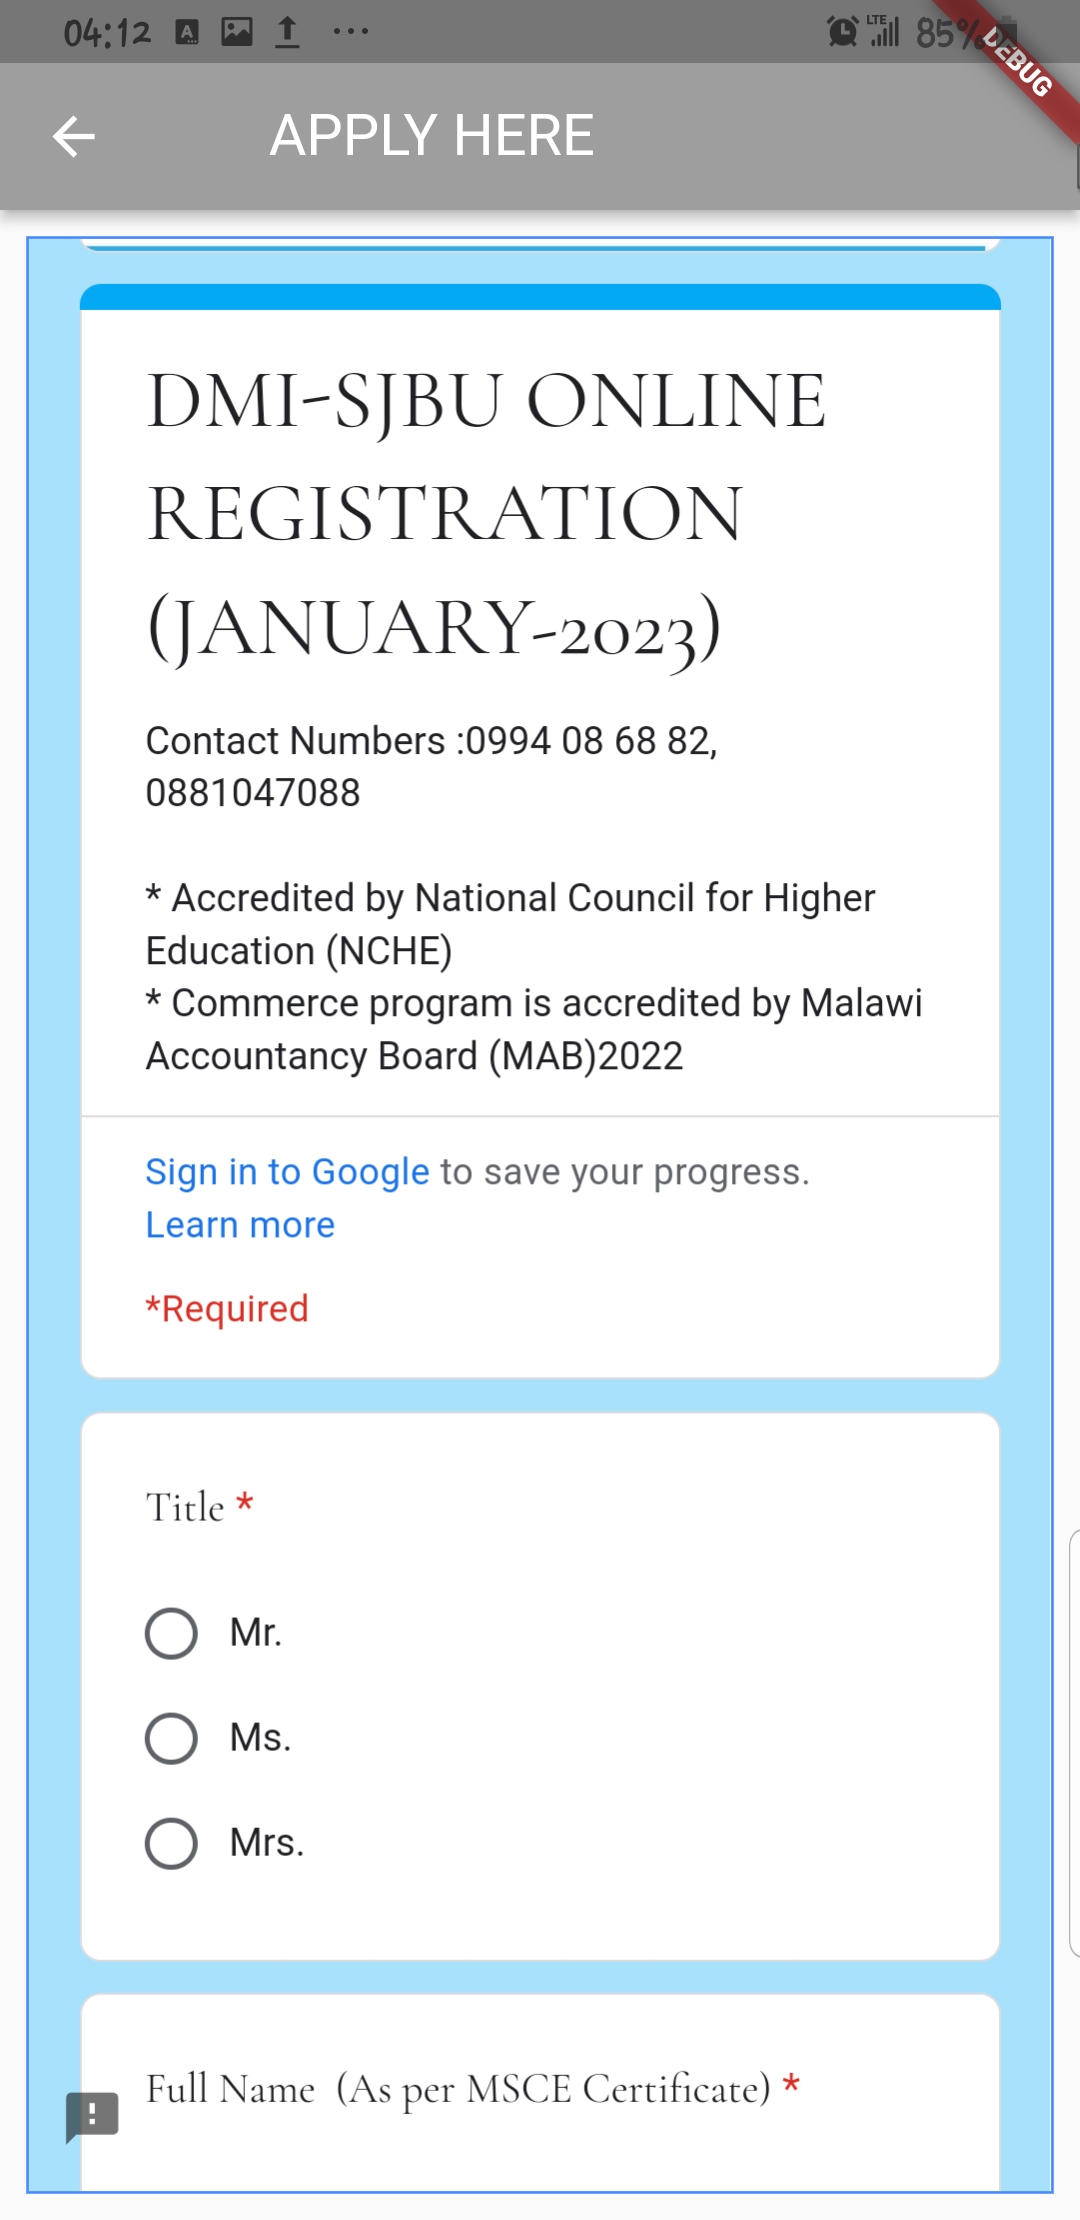 04:12
A
LTE
85%
DEBUG
APPLY HERE
DMI-SJBU ONLINE
REGISTRATION
(JANUARY-2023)
Contact Numbers :0994 08 68 82,
0881047088
* Accredited by National Council for Higher
Education (NCHE)
* Commerce program is accredited by Malawi
Accountancy Board (MAB)2022
Sign in to Google to save your progress.
Learn more
*Required
Title *
Mr.
Ms.
Mrs.
Full Name  (As per MSCE Certificate) *